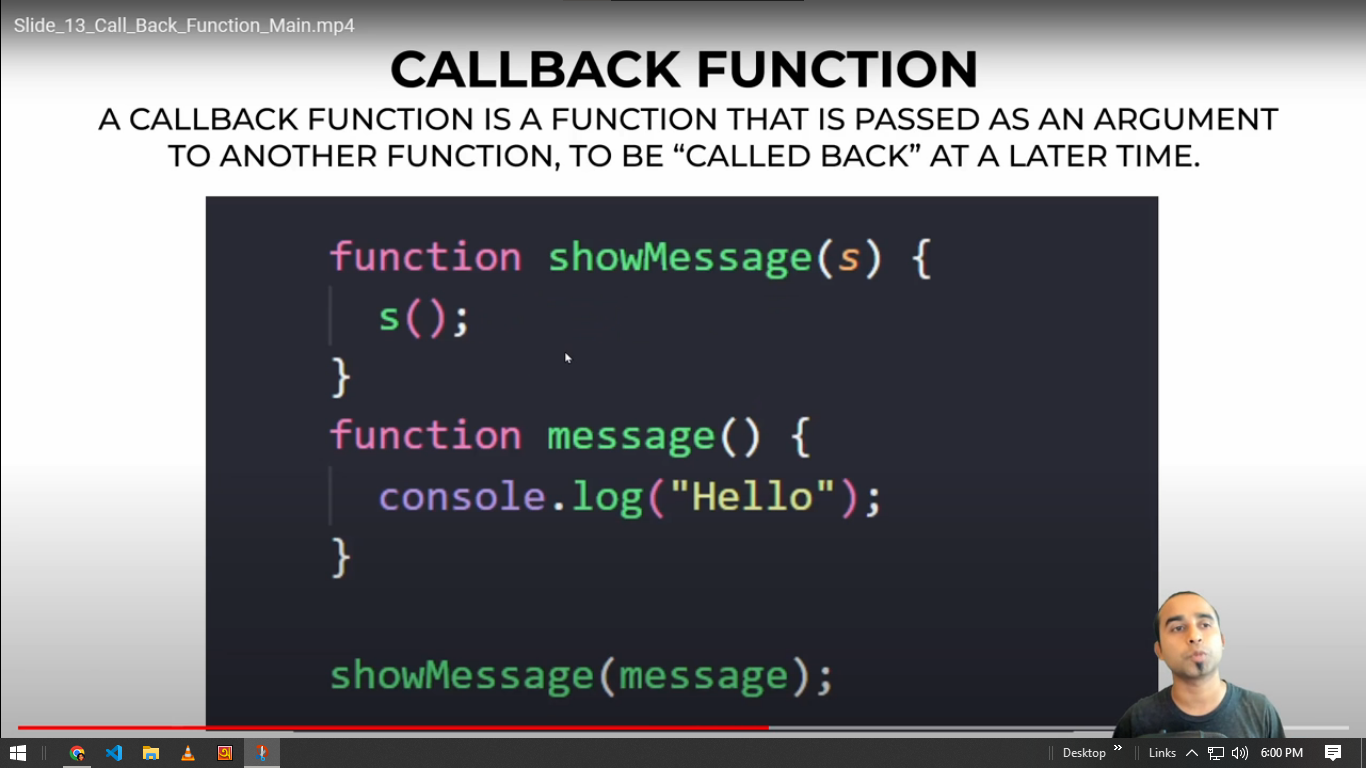 Slide_13_Call_Back_Function_Main.mp4
CALLBACK FUNCTION
A CALLBACK FUNCTION IS A FUNCTION THAT IS PASSED AS AN ARGUMENT
TO ANOTHER FUNCTION, TO BE “CALLED BACK” AT A LATER TIME.
function showMessage(s) {
s();
}
function message() {
console.log("Hello");
}
showMessage(message);
Desktop
Links
6:00 PM